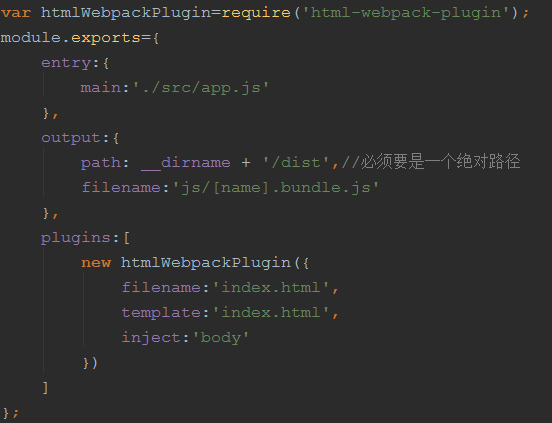 var htmlWebpackPlugin=require('html-webpack-plugin');
module.exports={
    entry:{
        main:'./src/app.js'
    },
    output:{
        path: __dirname + '/dist',//必须要是一个绝对路径
        filename:'js/[name].bundle.js'
    },
    plugins:[
        new htmlWebpackPlugin({
            filename:'index.html',
            template:'index.html',
            inject:'body'
        })
    ]
};